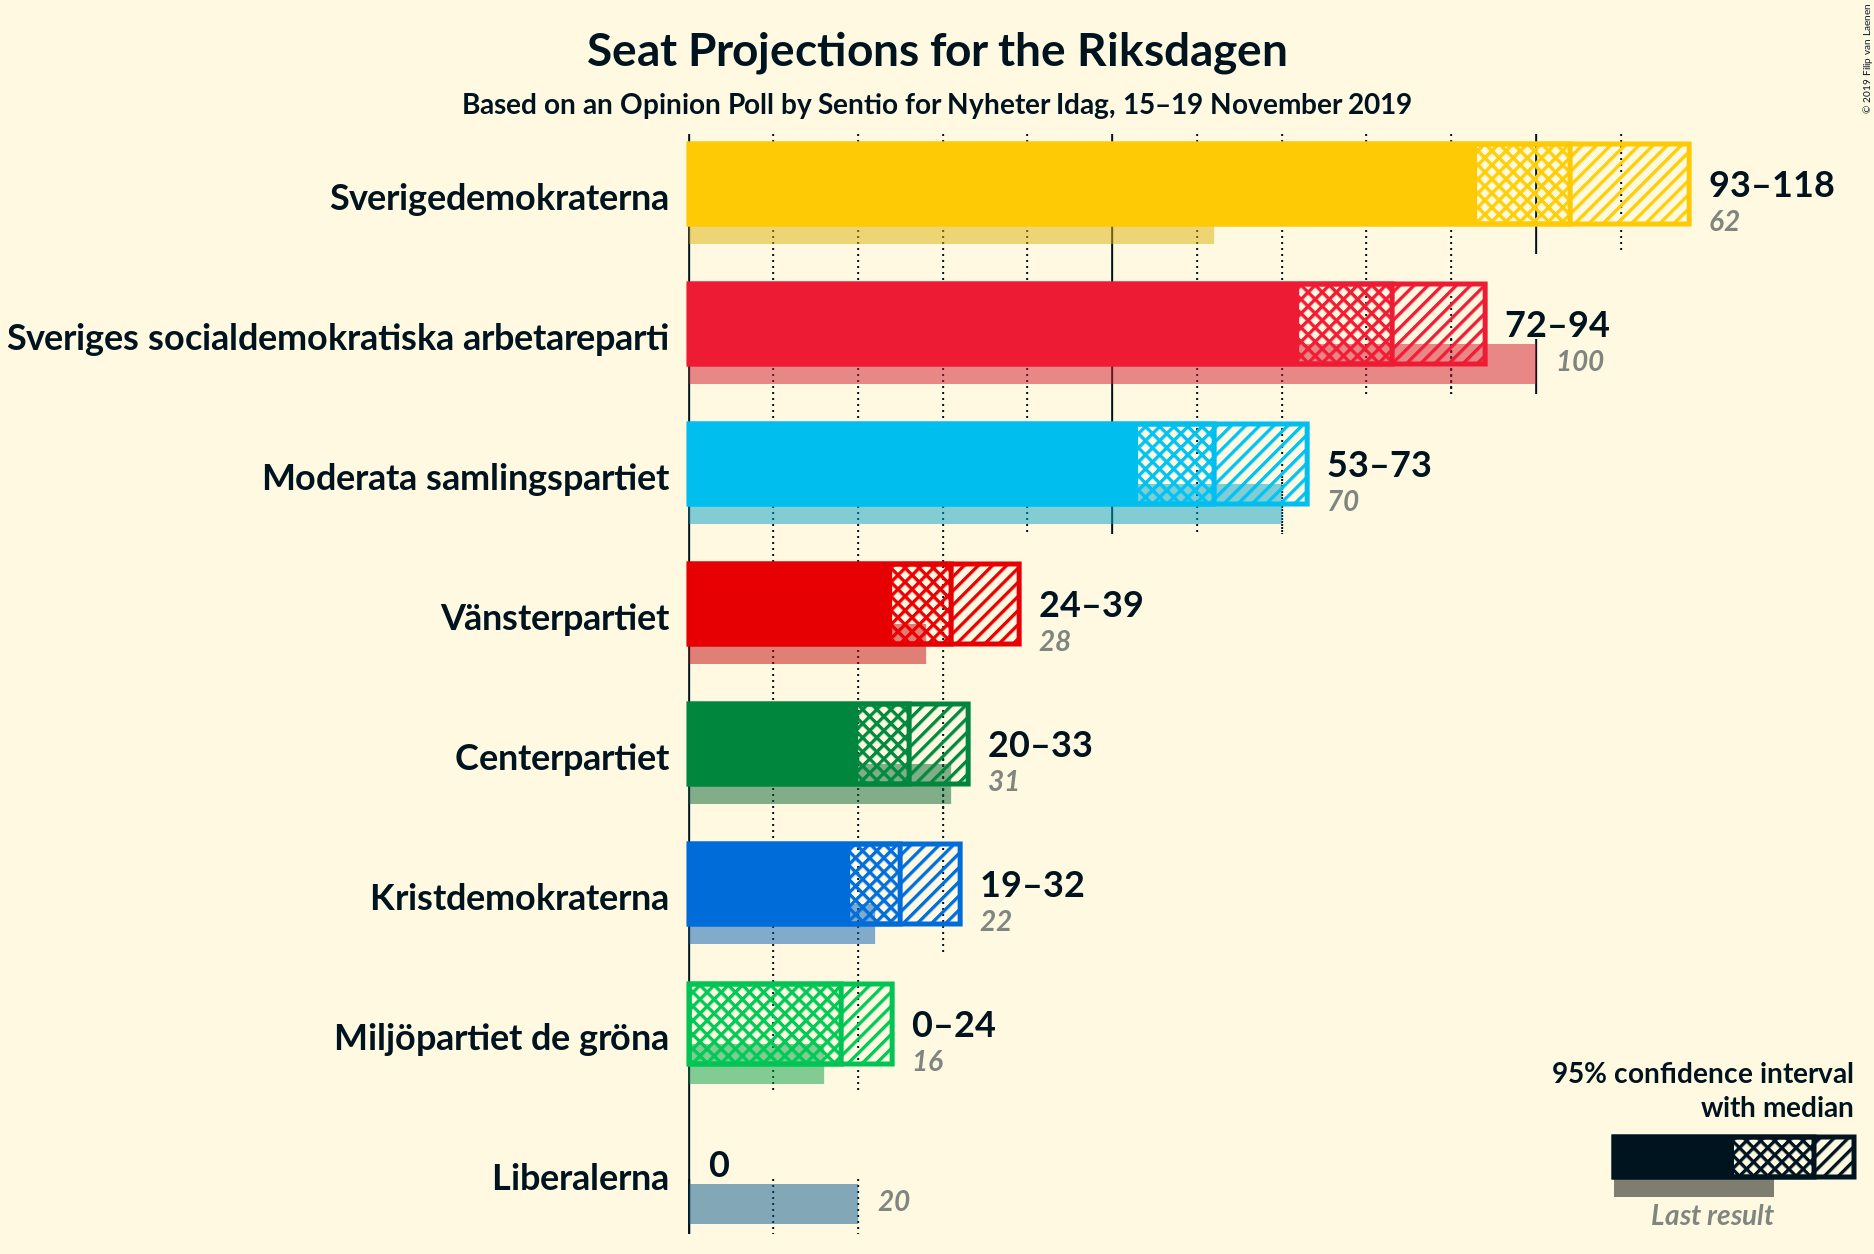 Seat Projections for the Riksdagen
Based on an Opinion Poll by Sentio for Nyheter Idag, 15–19 November 2019
© 2019 Filip van Laenen
Sverigedemokraterna
93–118
62
Sveriges socialdemokratiska arbetareparti
72–94
100
Moderata samlingspartiet
53–73
70
Vänsterpartiet
24–39
28
Centerpartiet
20–33
31
Kristdemokraterna
19–32
22
Miljöpartiet de gröna
0–24
16
Liberalerna
0
20
95% confidence interval
with median
Last result